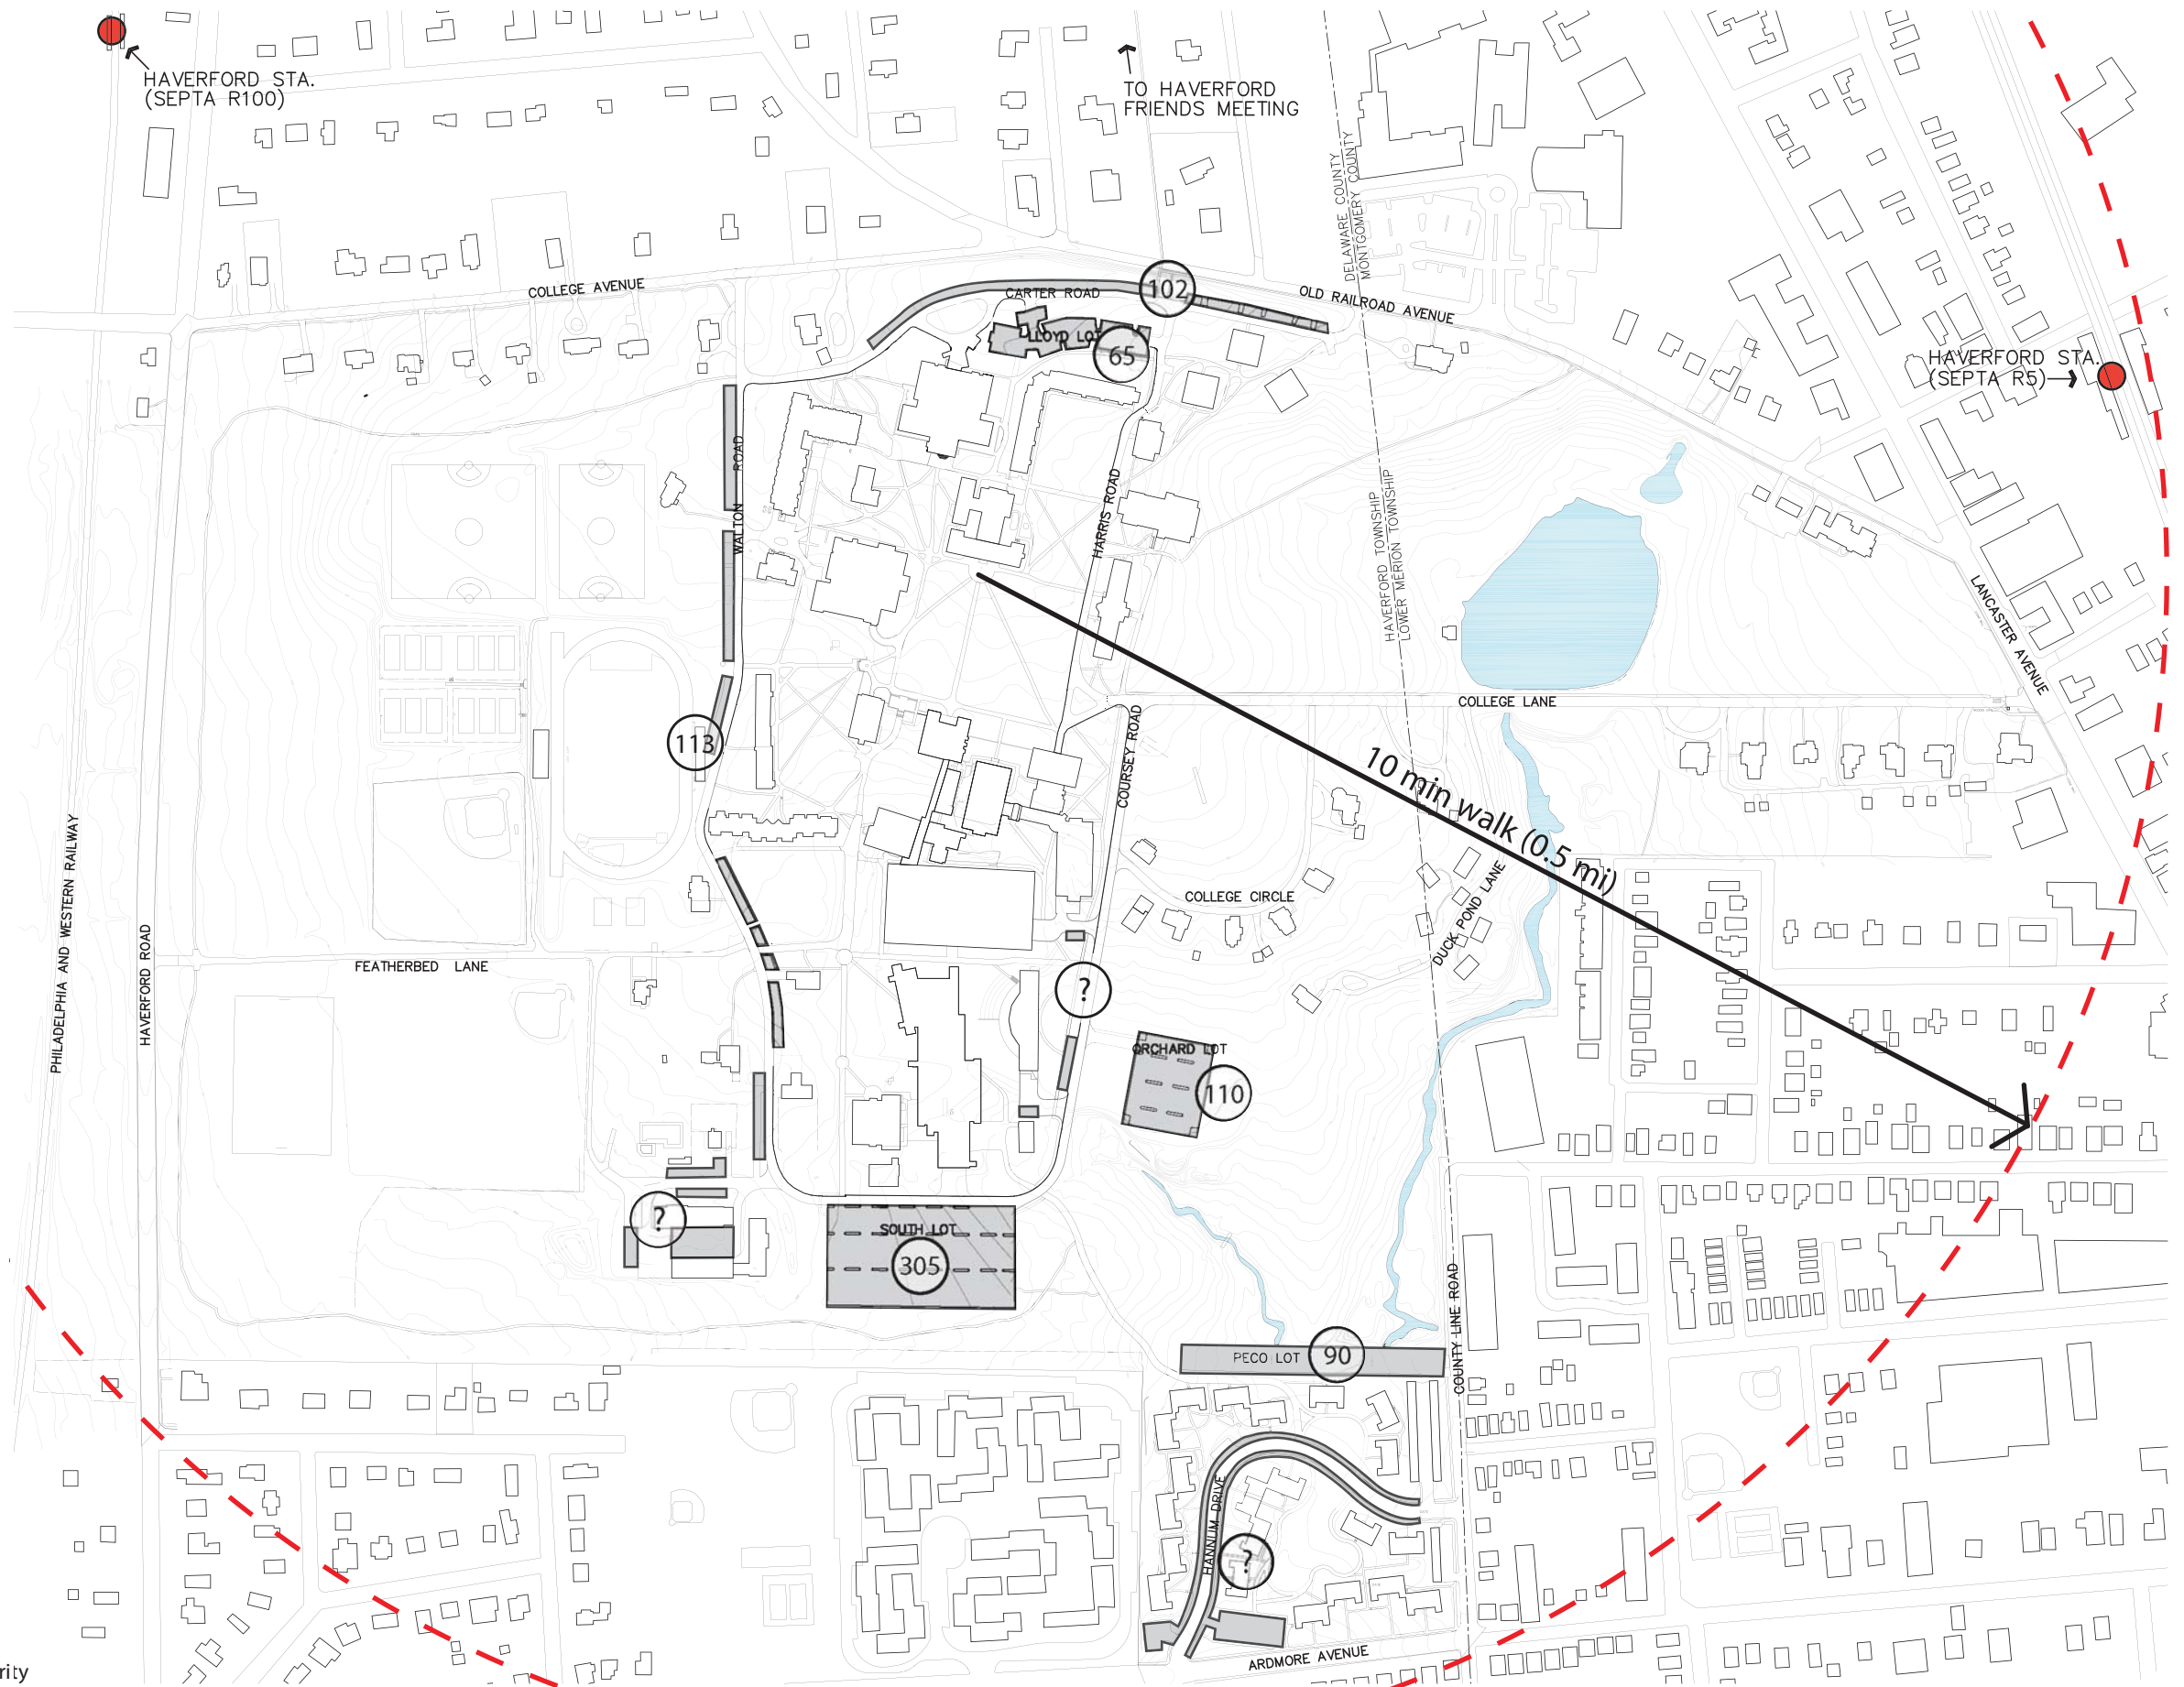 HAVERFORD STA.
(SEPTA R100)
TO HAVERFORD
FRIENDS MEETING
DELAWARE COUNTY
MONTGOMERY COUNTY
COLLEGE AVENUE
CARTER ROAD
102
OLD RAILROAD AVENUE
LLOYD LOT
65
HAVERFORD STA.
(SEPTA R5)
WALTON ROAD
HARRIS ROAD
HAVERFORD TOWNSHIP
LOWER MERION TOWNSHIP
LANCASTER AVENUE
COLLEGE LANE
113
COURSEY ROAD
10 min walk (0.5 mi)
PHILADELPHIA AND WESTERN RAILWAY
HAVERFORD ROAD
COLLEGE CIRCLE
DUCK POND LANE
FEATHERBED LANE
?
ORCHARD LOT
110
?
SOUTH LOT
305
COUNTY LINE ROAD
PECO LOT
90
HANNUM DRIVE
?
ARDMORE AVENUE
rity